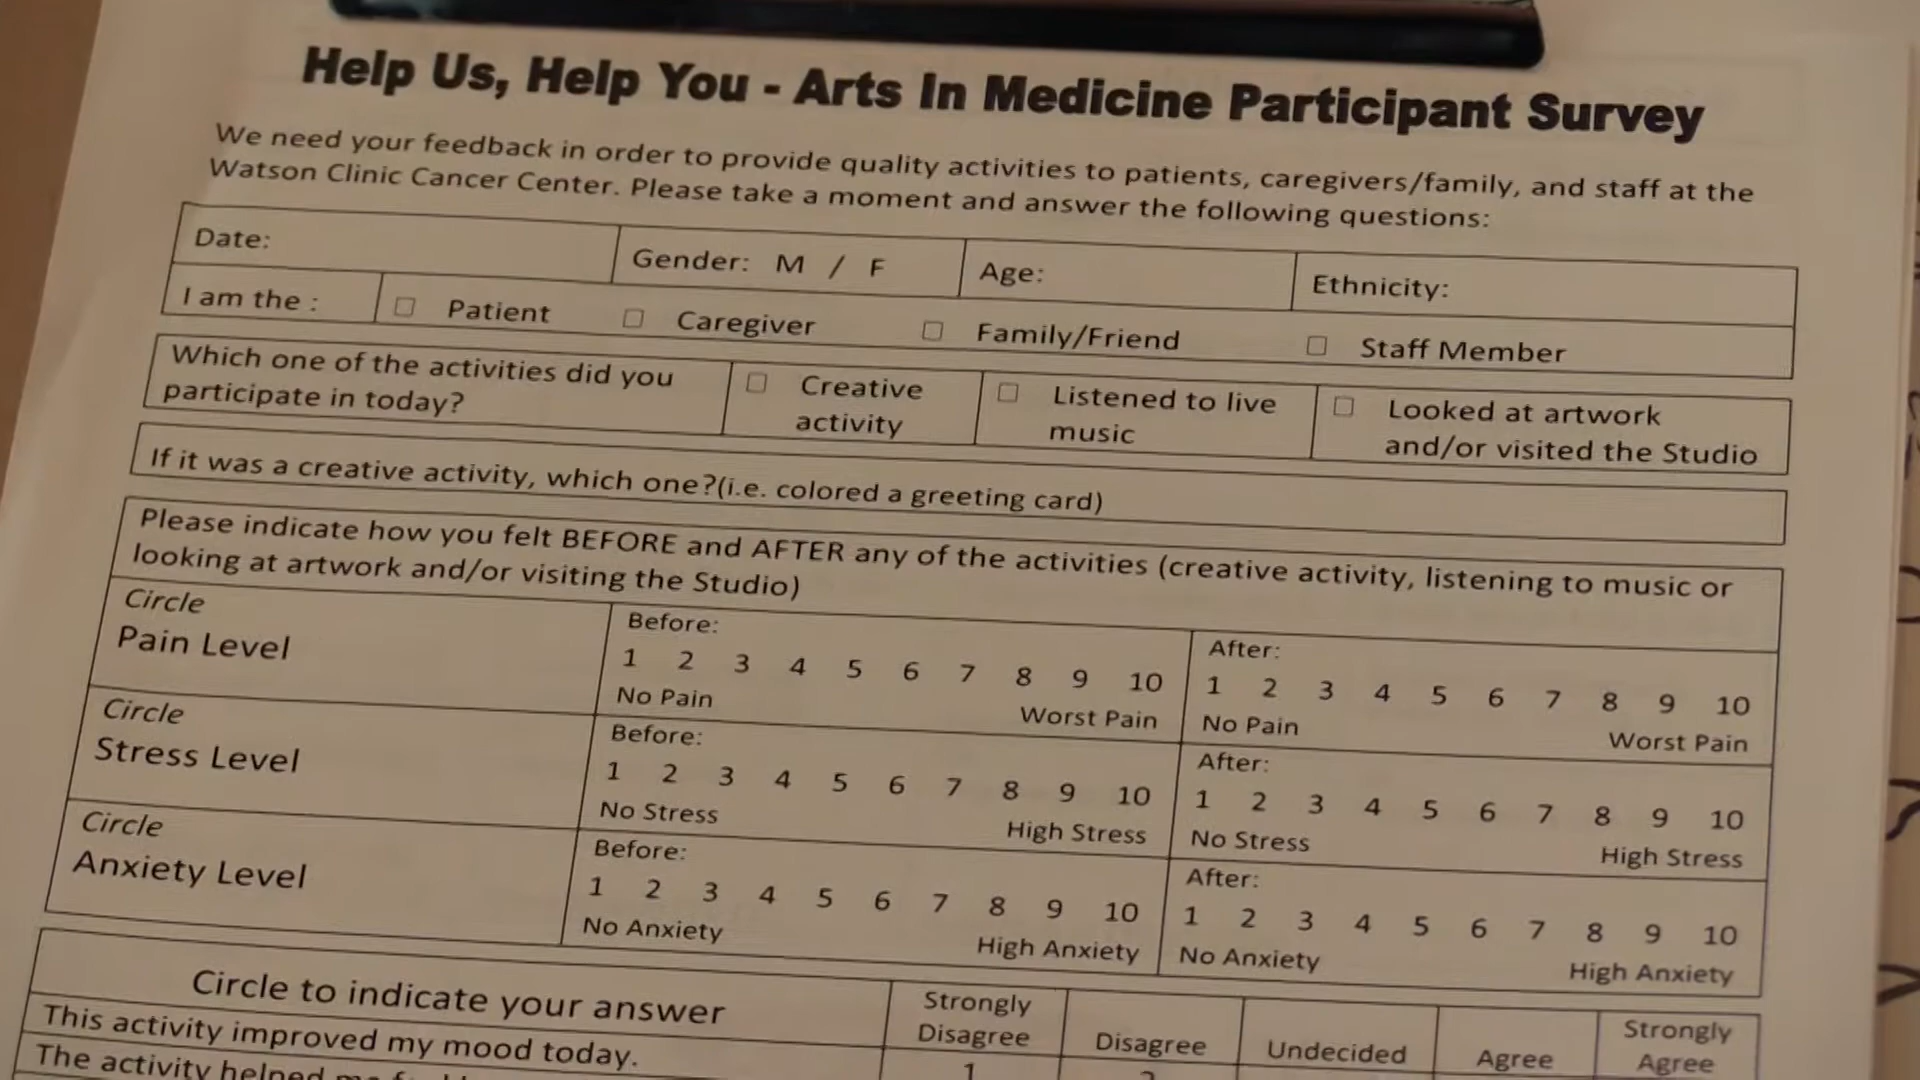 Help Us, Help You - Arts In Medicine Participant Survey
We need your feedback in order to provide quality activities to patients, caregivers/family, and staff at the
Watson Clinic Cancer Center. Please take a moment and answer the following questions:
Date: Gender: M / F Age: Ethnicity:
I am the : □ Patient □ Caregiver □ Family/Friend □ Staff Member
Which one of the activities did you □ Creative □ Listened to live □ Looked at artwork
participate in today? activity music and/or visited the Studio
If it was a creative activity, which one?(i.e. colored a greeting card)
Please indicate how you felt BEFORE and AFTER any of the activities (creative activity, listening to music or
looking at artwork and/or visiting the Studio)
Circle Before: After:
Pain Level 1 2 3 4 5 6 7 8 9 10 1 2 3 4 5 6 7 8 9 10
No Pain Worst Pain No Pain Worst Pain
Circle Before: After:
Stress Level 1 2 3 4 5 6 7 8 9 10 1 2 3 4 5 6 7 8 9 10
No Stress High Stress No Stress High Stress
Circle Before: After:
Anxiety Level 1 2 3 4 5 6 7 8 9 10 1 2 3 4 5 6 7 8 9 10
No Anxiety High Anxiety No Anxiety High Anxiety
Circle to indicate your answer Strongly Disagree Disagree Undecided Agree Strongly Agree
This activity improved my mood today. 1
The activity helped